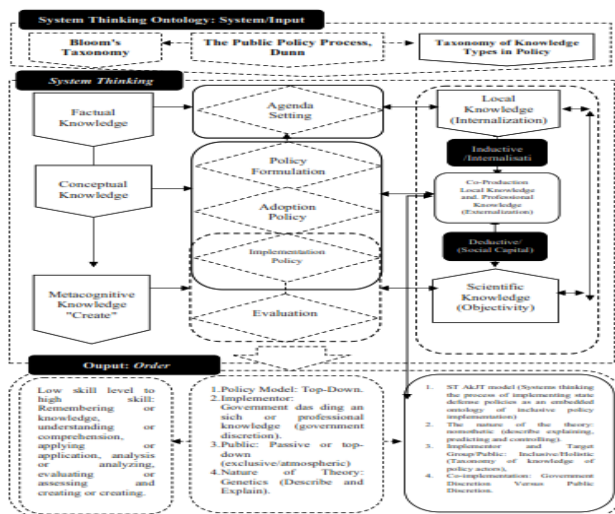 System Thinking Ontology: System/Input
Bloom's
Taxonomy
The Public Policy Process,
Dunn
Taxonomy of Knowledge
Types in Policy
System Thinking
Factual
Knowledge
Conceptual
Knowledge
Metacognitive
Knowledge
"Create"
Agenda
Setting
Policy
Formulation
Adoption
Policy
Implementation
Policy
Evaluation
Local
Knowledge
(Internalization)
Inductive
/Internalisati
Co-Production
Local Knowledge
and Professional
Knowledge
(Externalization)
Deductive/
(Social Capital)
Scientific
Knowledge
(Objectivity)
Ouput: Order
Low skill level to
high skill:
Remembering or
knowledge,
understanding or
comprehension,
applying or
application, analysis
or analyzing,
evaluating or
assessing and
creating or creating.
1.Policy Model: Top-Down.
2.Implementor:
Government das ding an
sich or professional
knowledge (government
discretion).
3.Public: Passive or top-
down
(exclusive/atmospheric)
4.Nature of Theory:
Genetics (Describe and
Explain).
1. ST AkJT model (Systems thinking
the process of implementing state
defense policies as an embedded
ontology of inclusive policy
implementation)
2. The nature of the theory:
nomothetic (describe explaining,
predicting and controlling).
3. Implementor and Target
Group/Public: Inclusive/Holistic
(Taxonomy of knowledge of
policy actors),
4. Co-implementation: Government
Discretion Versus Public
Discretion.